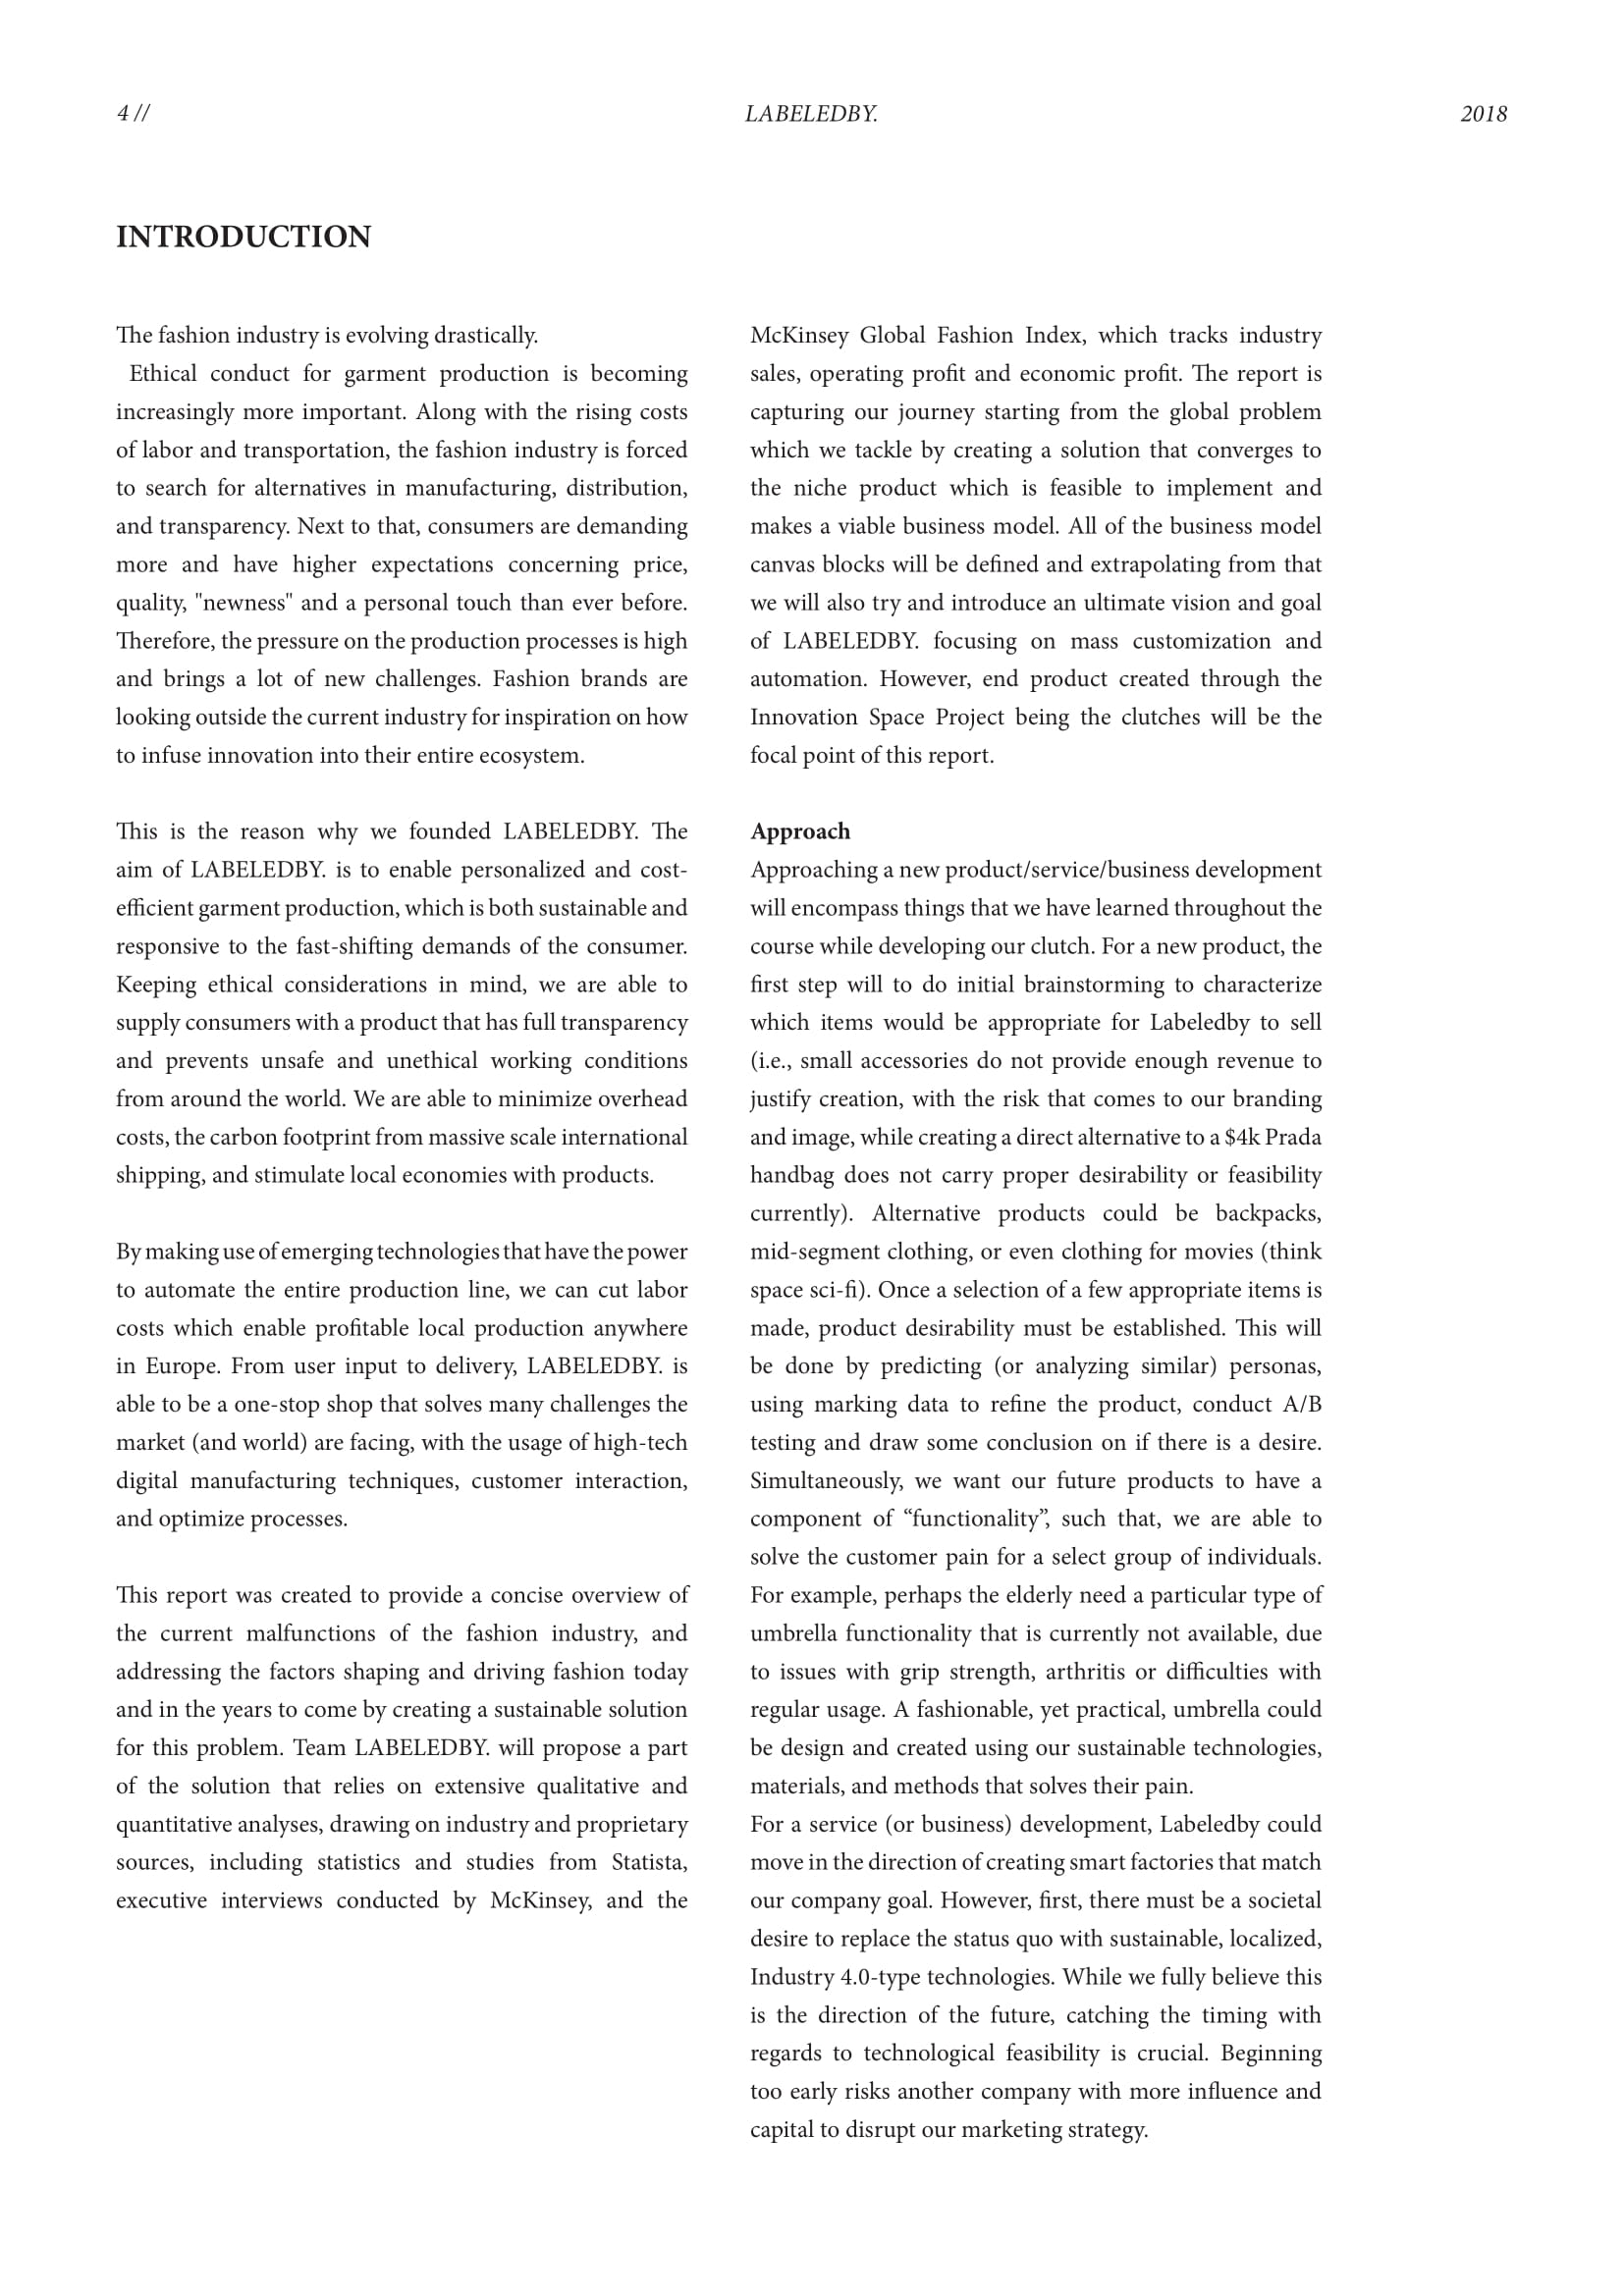 4 //
LABELEDBY.
2018
INTRODUCTION
The fashion industry is evolving drastically.
Ethical conduct for garment production is becoming
increasingly more important. Along with the rising costs
of labor and transportation, the fashion industry is forced
to search for alternatives in manufacturing, distribution,
and transparency. Next to that, consumers are demanding
more and have higher expectations concerning price,
quality, "newness" and a personal touch than ever before.
Therefore, the pressure on the production processes is high
and brings a lot of new challenges. Fashion brands are
looking outside the current industry for inspiration on how
to infuse innovation into their entire ecosystem.
This is the reason why we founded LABELEDBY. The
aim of LABELEDBY. is to enable personalized and cost-
efficient garment production, which is both sustainable and
responsive to the fast-shifting demands of the consumer.
Keeping ethical considerations in mind, we are able to
supply consumers with a product that has full transparency
and prevents unsafe and unethical working conditions
from around the world. We are able to minimize overhead
costs, the carbon footprint from massive scale international
shipping, and stimulate local economies with products.
By making use of emerging technologies that have the power
to automate the entire production line, we can cut labor
costs which enable profitable local production anywhere
in Europe. From user input to delivery, LABELEDBY. is
able to be a one-stop shop that solves many challenges the
market (and world) are facing, with the usage of high-tech
digital manufacturing techniques, customer interaction,
and optimize processes.
This report was created to provide a concise overview of
the current malfunctions of the fashion industry, and
addressing the factors shaping and driving fashion today
and in the years to come by creating a sustainable solution
for this problem. Team LABELEDBY. will propose a part
of the solution that relies on extensive qualitative and
quantitative analyses, drawing on industry and proprietary
sources, including statistics and studies from Statista,
executive interviews conducted by McKinsey, and the
McKinsey Global Fashion Index, which tracks industry
sales, operating profit and economic profit. The report is
capturing our journey starting from the global problem
which we tackle by creating a solution that converges to
the niche product which is feasible to implement and
makes a viable business model. All of the business model
canvas blocks will be defined and extrapolating from that
we will also try and introduce an ultimate vision and goal
of LABELEDBY. focusing on mass customization and
automation. However, end product created through the
Innovation Space Project being the clutches will be the
focal point of this report.
Approach
Approaching a new product/service/business development
will encompass things that we have learned throughout the
course while developing our clutch. For a new product, the
first step will to do initial brainstorming to characterize
which items would be appropriate for Labeledby to sell
(i.e., small accessories do not provide enough revenue to
justify creation, with the risk that comes to our branding
and image, while creating a direct alternative to a $4k Prada
handbag does not carry proper desirability or feasibility
currently). Alternative products could be backpacks,
mid-segment clothing, or even clothing for movies (think
space sci-fi). Once a selection of a few appropriate items is
made, product desirability must be established. This will
be done by predicting (or analyzing similar) personas,
using marking data to refine the product, conduct A/B
testing and draw some conclusion on if there is a desire.
Simultaneously, we want our future products to have a
component of “functionality”, such that, we are able to
solve the customer pain for a select group of individuals.
For example, perhaps the elderly need a particular type of
umbrella functionality that is currently not available, due
to issues with grip strength, arthritis or difficulties with
regular usage. A fashionable, yet practical, umbrella could
be design and created using our sustainable technologies,
materials, and methods that solves their pain.
For a service (or business) development, Labeledby could
move in the direction of creating smart factories that match
our company goal. However, first, there must be a societal
desire to replace the status quo with sustainable, localized,
Industry 4.0-type technologies. While we fully believe this
is the direction of the future, catching the timing with
regards to technological feasibility is crucial. Beginning
too early risks another company with more influence and
capital to disrupt our marketing strategy.